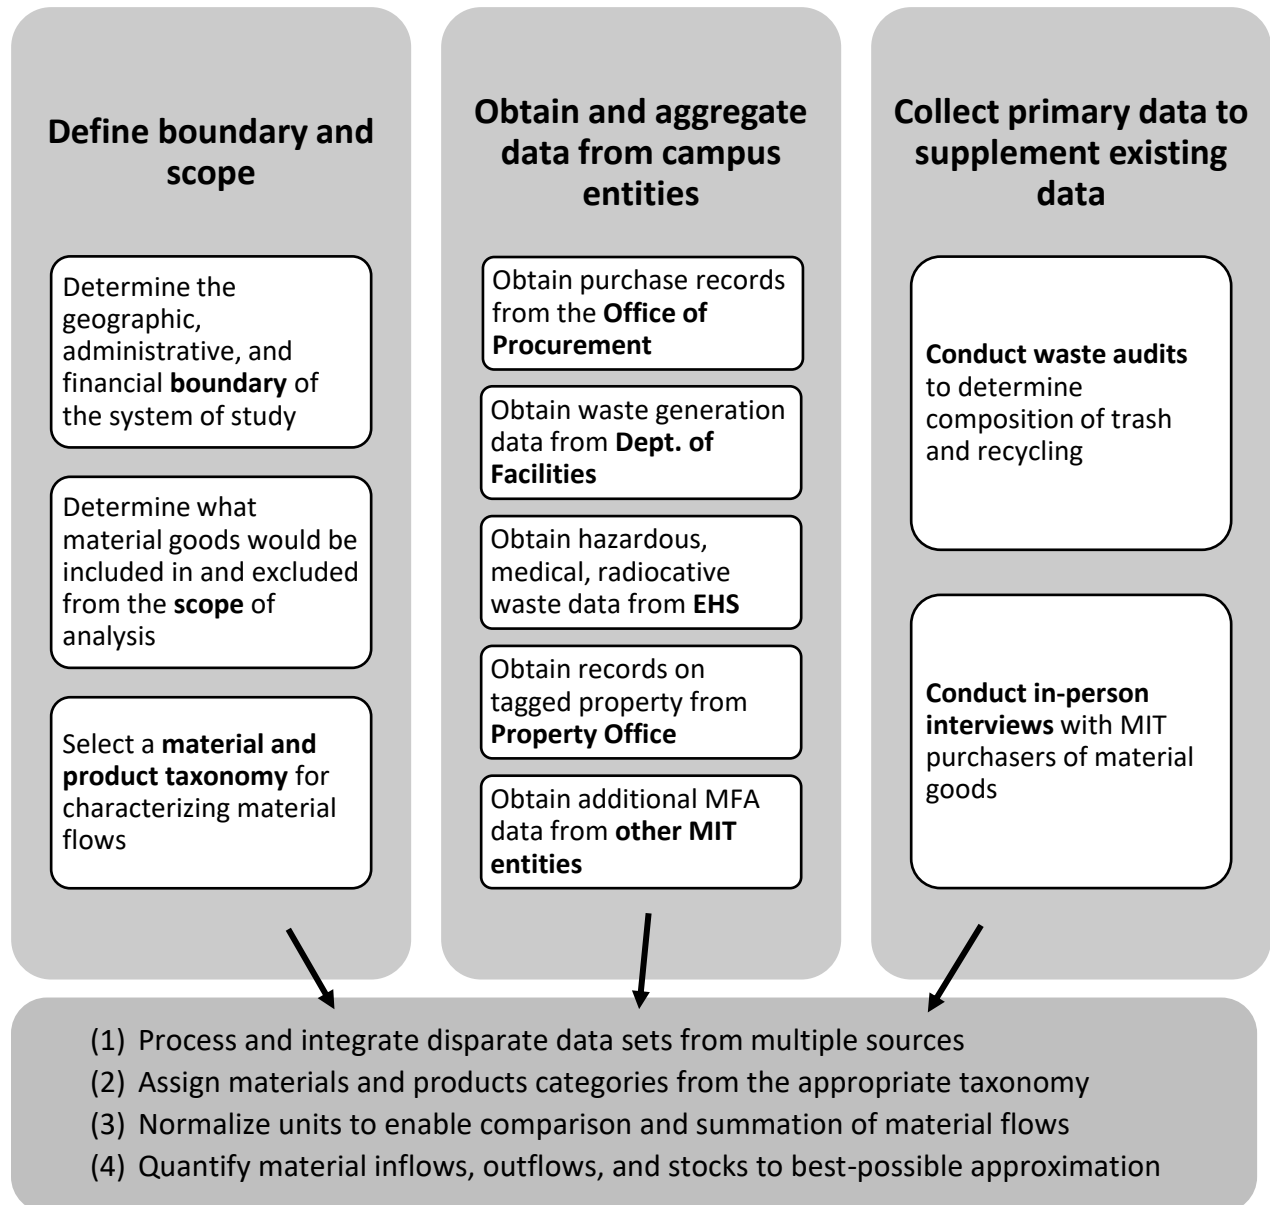 Define boundary and
scope
Determine the
geographic,
administrative, and
financial boundary of
the system of study
Determine what
material goods would be
included in and excluded
from the scope of
analysis
Select a material and
product taxonomy for
characterizing material
flows
Obtain and aggregate
data from campus
entities
Obtain purchase records
from the Office of
Procurement
Obtain waste generation
data from Dept. of
Facilities
Obtain hazardous,
medical, radiocative
waste data from EHS
Obtain records on
tagged property from
Property Office
Obtain additional MFA
data from other MIT
entities
Collect primary data to
supplement existing
data
Conduct waste audits
to determine
composition of trash
and recycling
Conduct in-person
interviews with MIT
purchasers of material
goods
(1) Process and integrate disparate data sets from multiple sources
(2) Assign materials and products categories from the appropriate taxonomy
(3) Normalize units to enable comparison and summation of material flows
(4) Quantify material inflows, outflows, and stocks to best-possible approximation